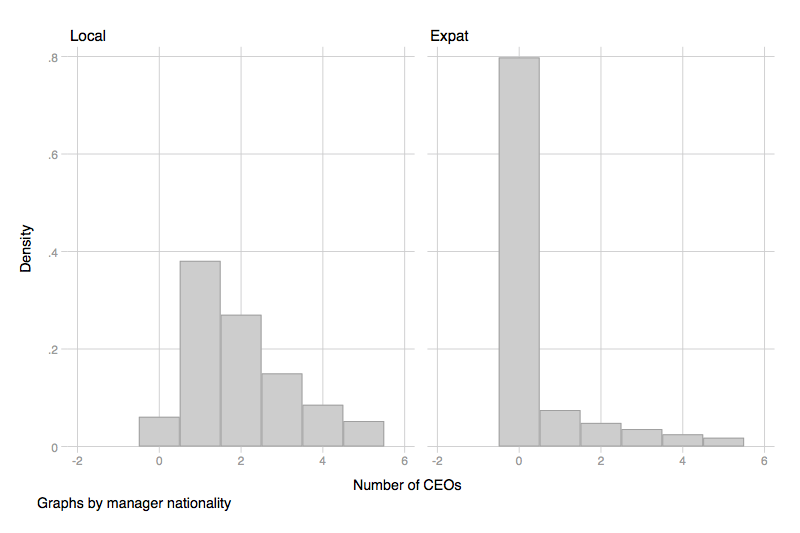 Local Expat
.8
.6
.4
.2
0
-2 0 2 4 6 -2 0 2 4 6
Density
Number of CEOs
Graphs by manager nationality